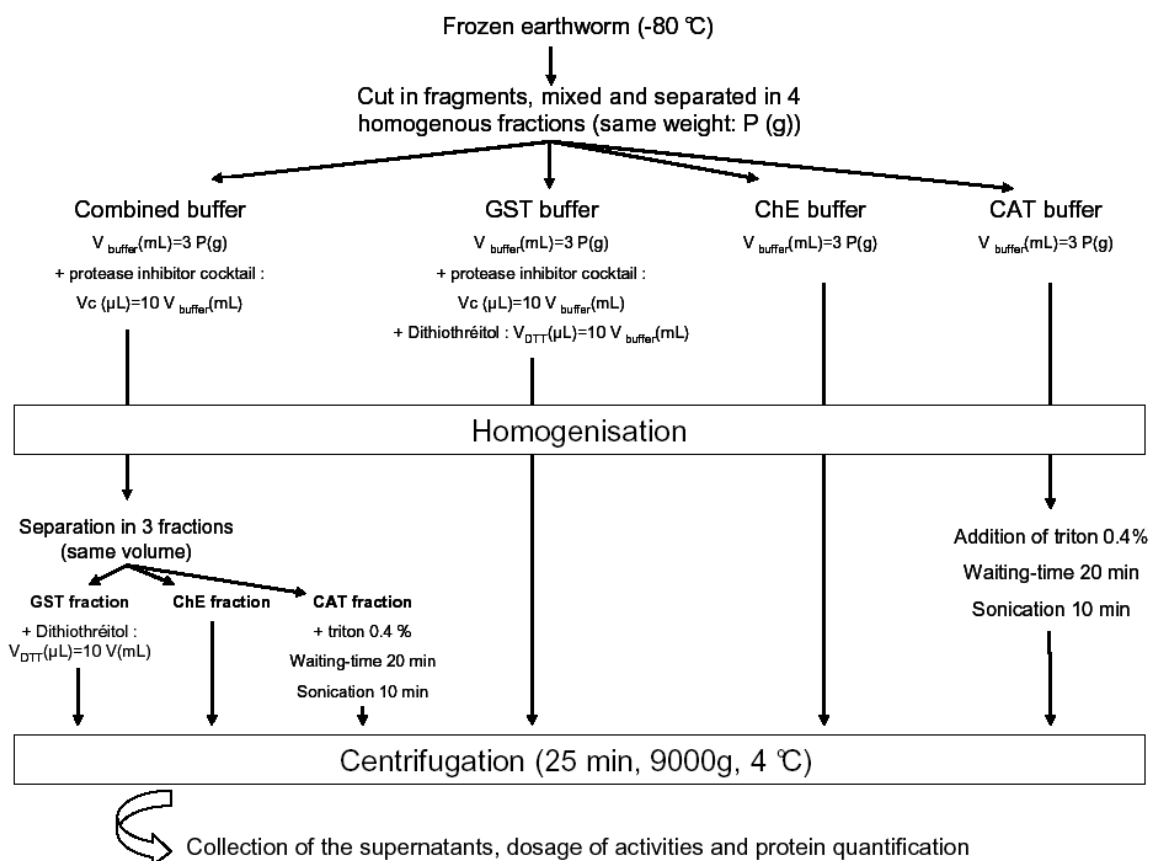 Frozen earthworm (-80 °C)
Cut in fragments, mixed and separated in 4
homogenous fractions (same weight: P (g))
Combined buffer
V buffer(mL)=3 P(g)
+ protease inhibitor cocktail :
Vc (µL)=10 V buffer(mL)
GST buffer
V buffer(mL)=3 P(g)
+ protease inhibitor cocktail :
Vc (µL)=10 V buffer(mL)
+ Dithiothréitol : VDTT(µL)=10 V buffer(mL)
ChE buffer
V buffer(mL)=3 P(g)
CAT buffer
V buffer(mL)=3 P(g)
Homogenisation
Separation in 3 fractions
(same volume)
GST fraction
+ Dithiothréitol :
VDTT(µL)=10 V(mL)
ChE fraction
CAT fraction
+ triton 0.4 %
Waiting-time 20 min
Sonication 10 min
Addition of triton 0.4%
Waiting-time 20 min
Sonication 10 min
Centrifugation (25 min, 9000g, 4 °C)
Collection of the supernatants, dosage of activities and protein quantification